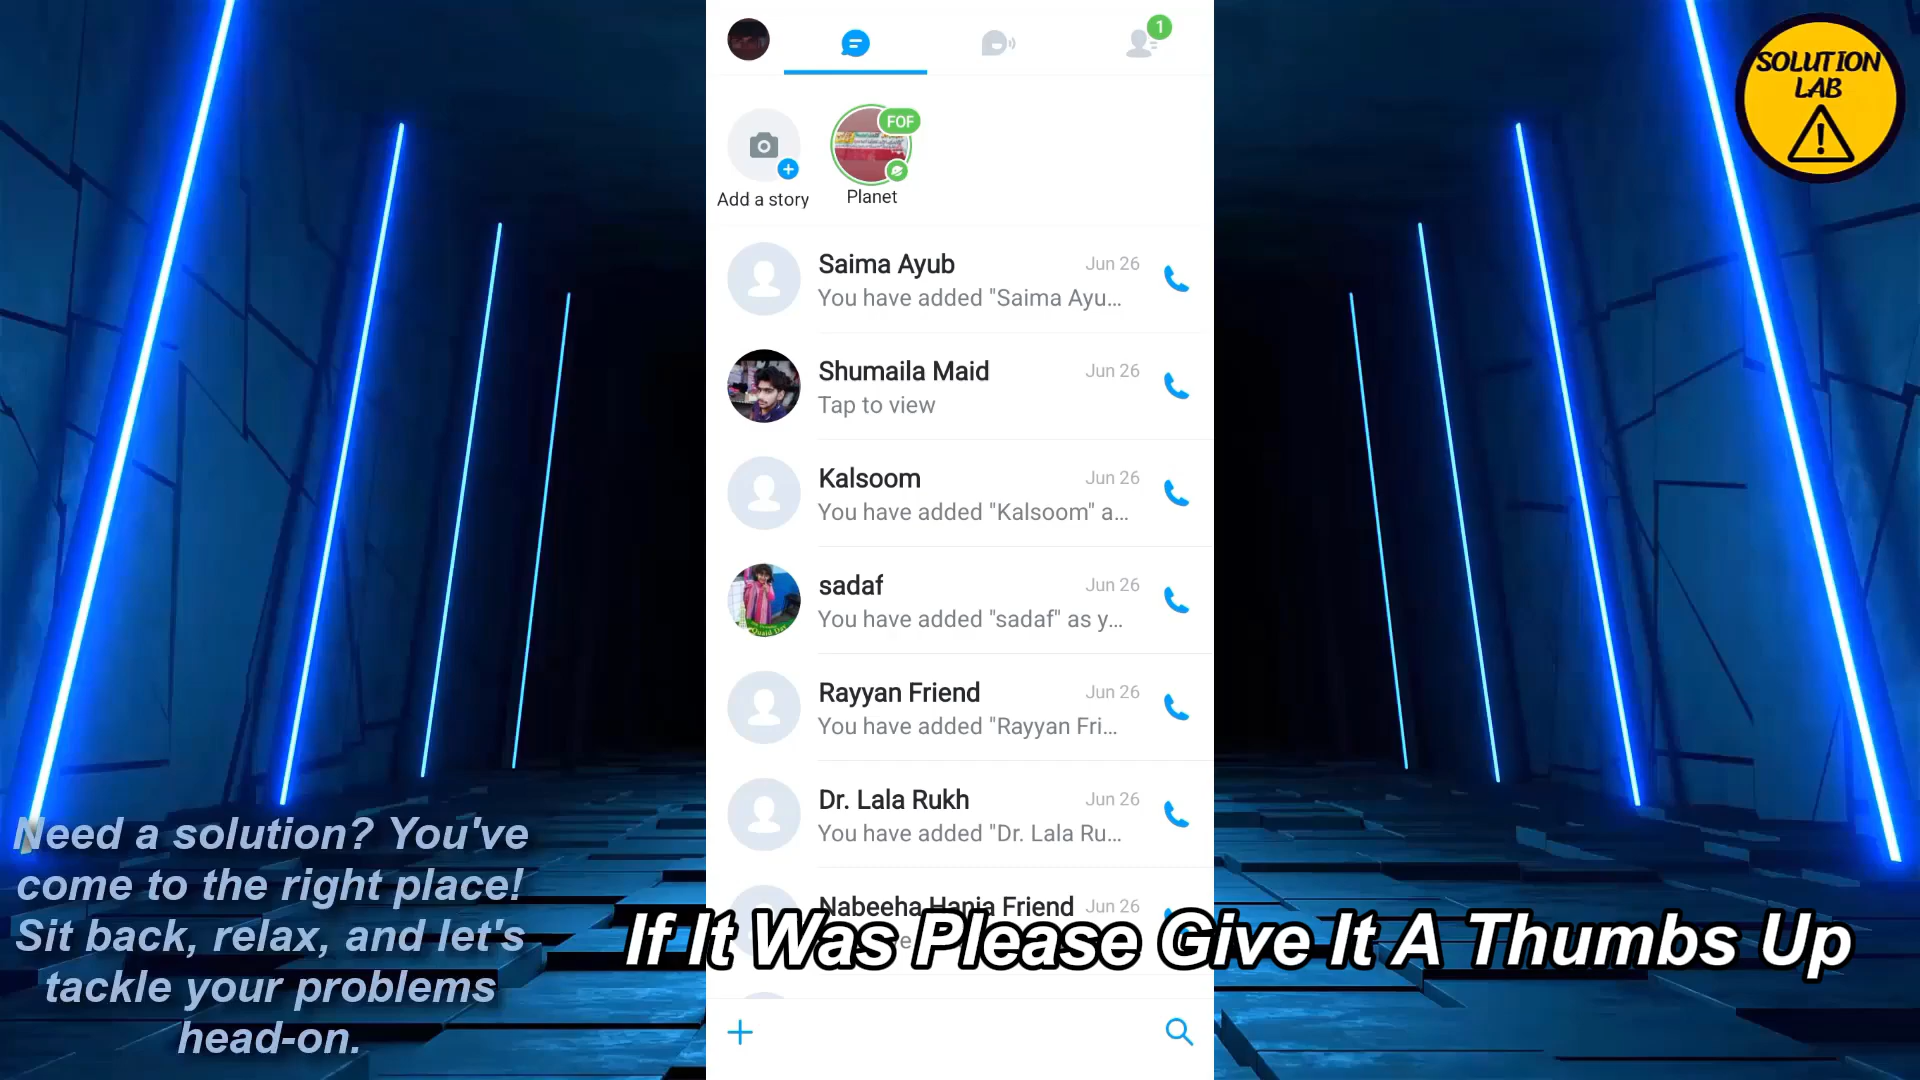 1
SOLUTION
LAB
!
FOF
Add a story
Planet
Saima Ayub
Jun 26
You have added "Saima Ayu...
Shumaila Maid
Jun 26
Tap to view
Kalsoom
Jun 26
You have added "Kalsoom" a...
sadaf
Jun 26
You have added "sadaf" as y...
Rayyan Friend
Jun 26
You have added "Rayyan Fri...
Dr. Lala Rukh
Jun 26
You have added "Dr. Lala Ru...
Nabeeha Hania Friend
Jun 26
If It Was Please Give It A Thumbs Up
Need a solution? You've
come to the right place!
Sit back, relax, and let's
tackle your problems
head-on.